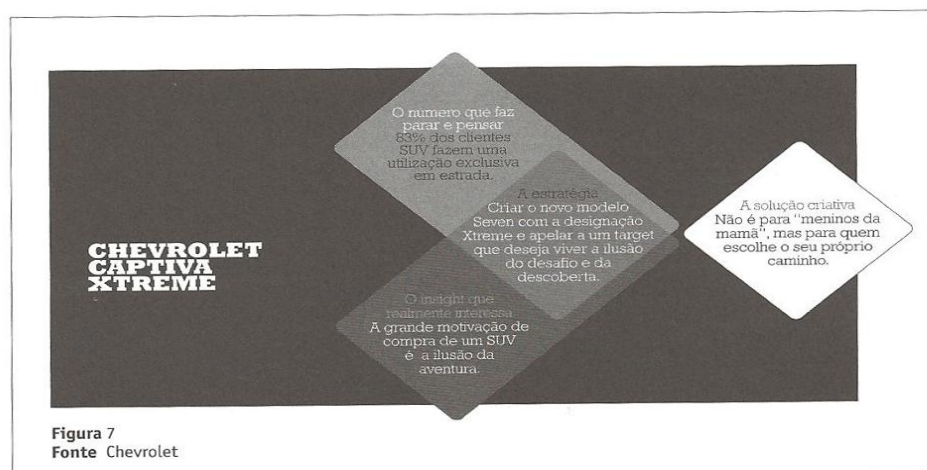 O número que faz
parar e pensar
83% dos clientes
SUV fazem uma
utilização exclusiva
em estrada.
A estratégia
Criar o novo modelo
Seven com a designação
Xtreme e apelar a um target
que deseja viver a ilusão
do desafio e da
descoberta.
A solução criativa
Não é para "meninos da
mamã", mas para quem
escolhe o seu próprio
caminho.
CHEVROLET
CAPTIVA
XTREME
O insight que
realmente interessa
A grande motivação de
compra de um SUV
é a ilusão da
aventura.
Figura 7
Fonte Chevrolet